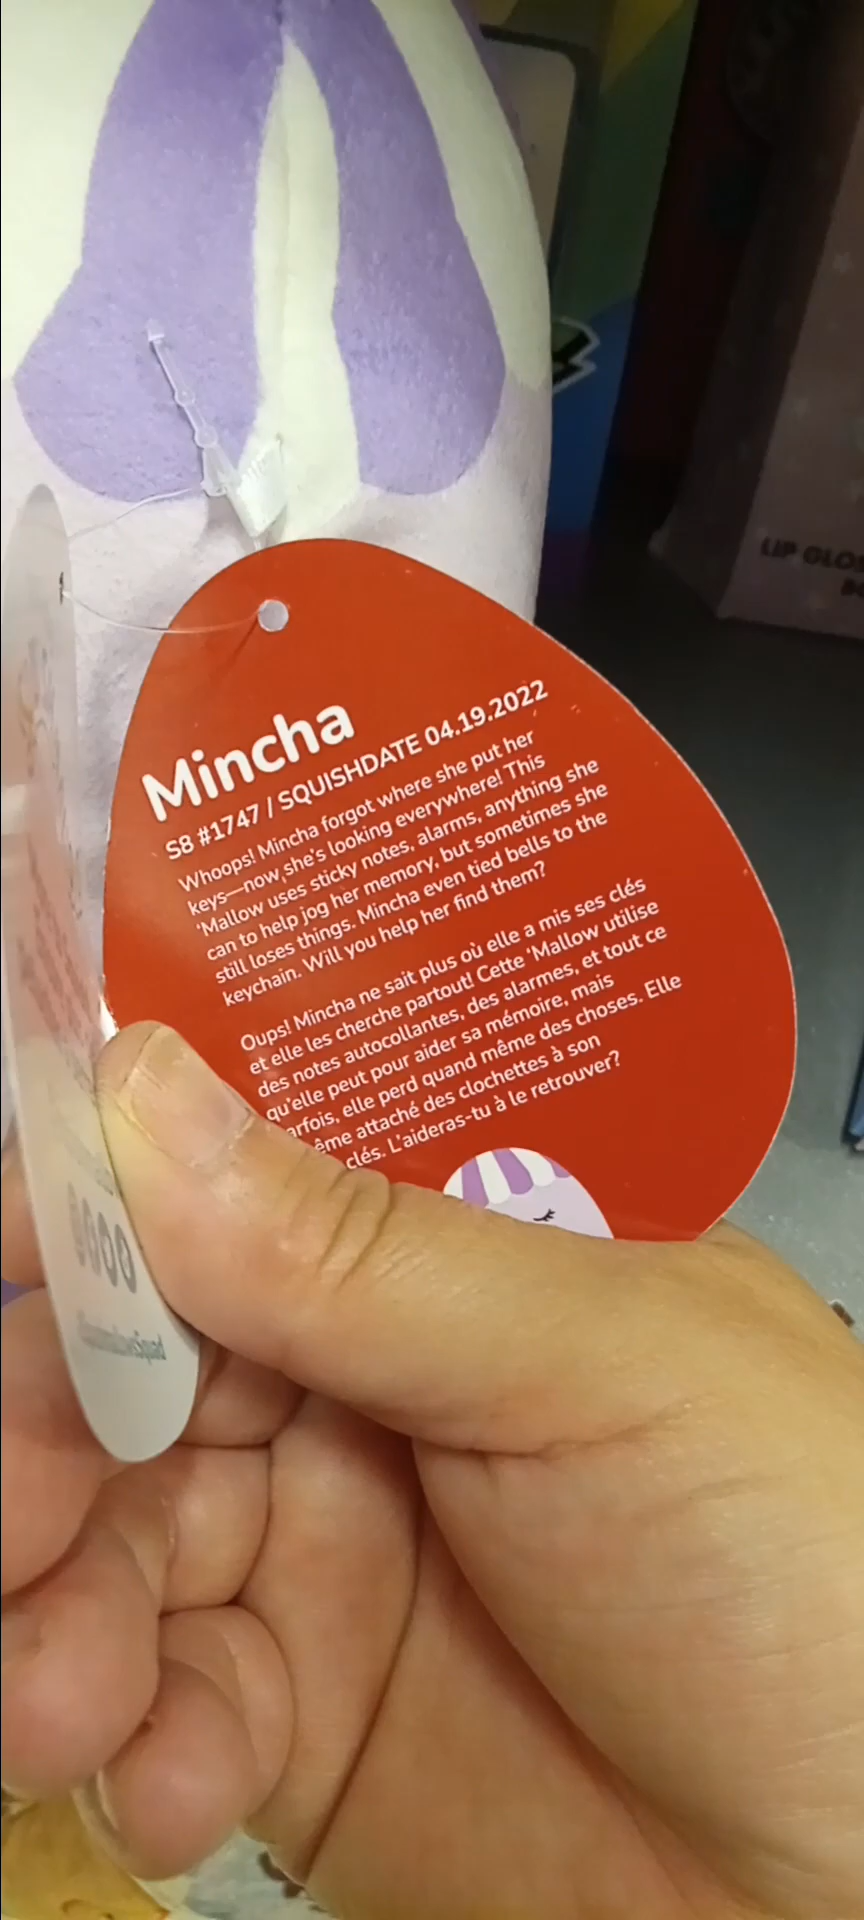 LIP GLOS
Mincha
S8 #1747 / SQUISHDATE 04.19.2022
Whoops! Mincha forgot where she put her
keys—now she's looking everywhere! This
'Mallow uses sticky notes, alarms, anything she
can to help jog her memory, but sometimes she
still loses things. Mincha even tied bells to the
keychain. Will you help her find them?
Oups! Mincha ne sait plus où elle a mis ses clés
et elle les cherche partout! Cette 'Mallow utilise
des notes autocollantes, des alarmes, et tout ce
qu'elle peut pour aider sa mémoire, mais
arfois, elle perd quand même des choses. Elle
ême attaché des clochettes à son
clés. L'aideras-tu à le retrouver?